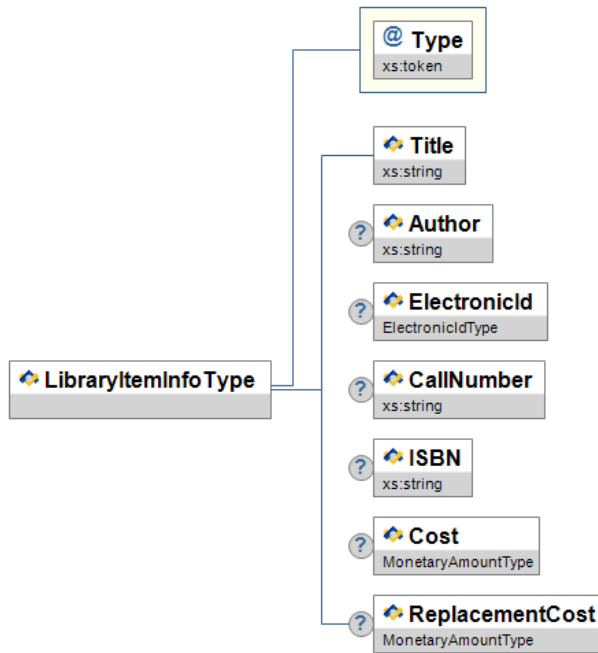 @ Type
xs:token
Title
xs:string
? Author
xs:string
? ElectronicId
ElectronicIdType
LibraryItemInfoType
? CallNumber
xs:string
? ISBN
xs:string
? Cost
MonetaryAmountType
? ReplacementCost
MonetaryAmountType